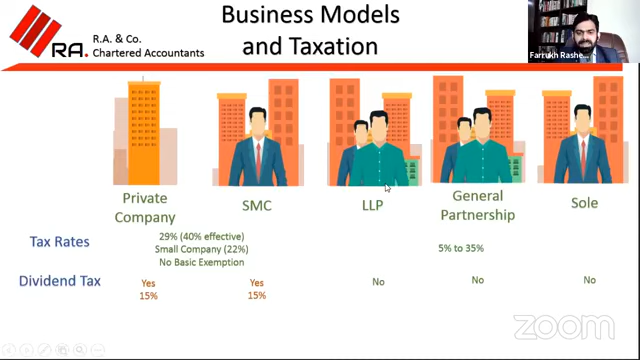 R.A. & Co.
RA. Chartered Accountants
Business Models
and Taxation
Farrukh Rashe...
Private
Company
SMC
LLP
General
Partnership
Sole
Tax Rates
29% (40% effective)
Small Company (22%)
No Basic Exemption
5% to 35%
Dividend Tax
Yes
15%
Yes
15%
No
No
No
zoom